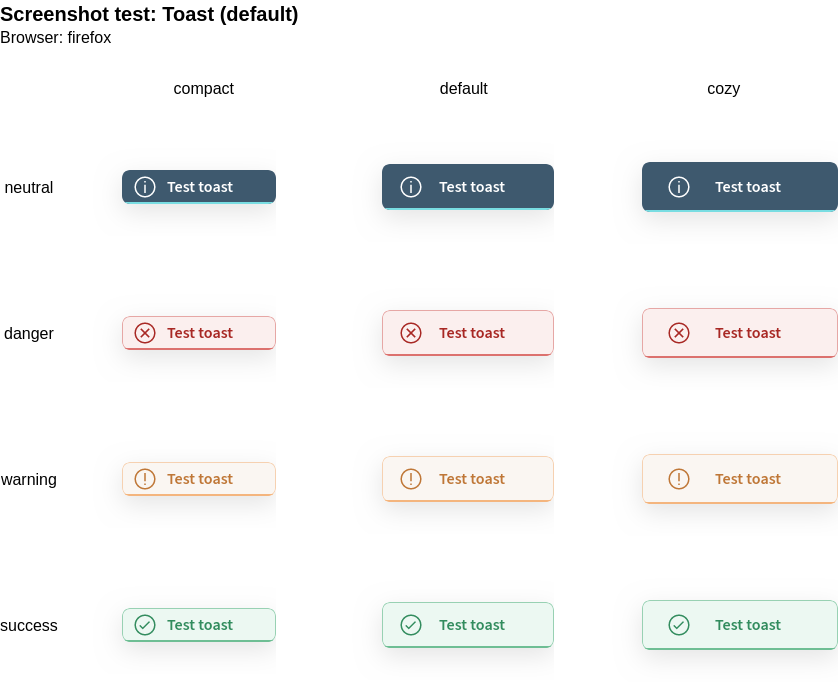 Screenshot test: Toast (default)
Browser: firefox
compact default cozy
neutral Test toast Test toast Test toast
danger Test toast Test toast Test toast
warning Test toast Test toast Test toast
success Test toast Test toast Test toast